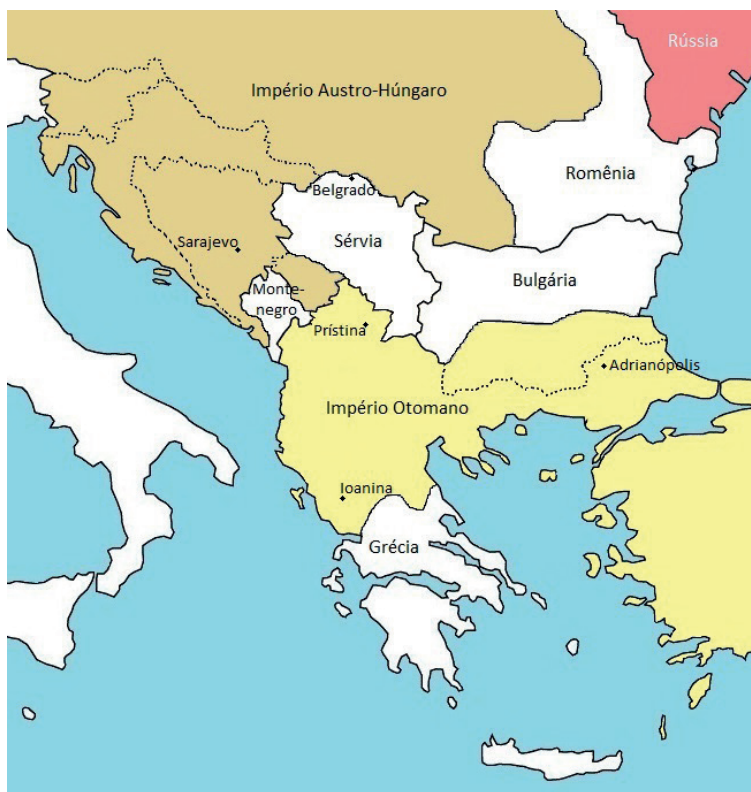 Rússia
Império Austro-Húngaro
Romênia
Belgrado
Sérvia
Sarajevo
Bulgária
Monte-
negro
Prístina
Adrianópolis
Império Otomano
Ioanina
Grécia